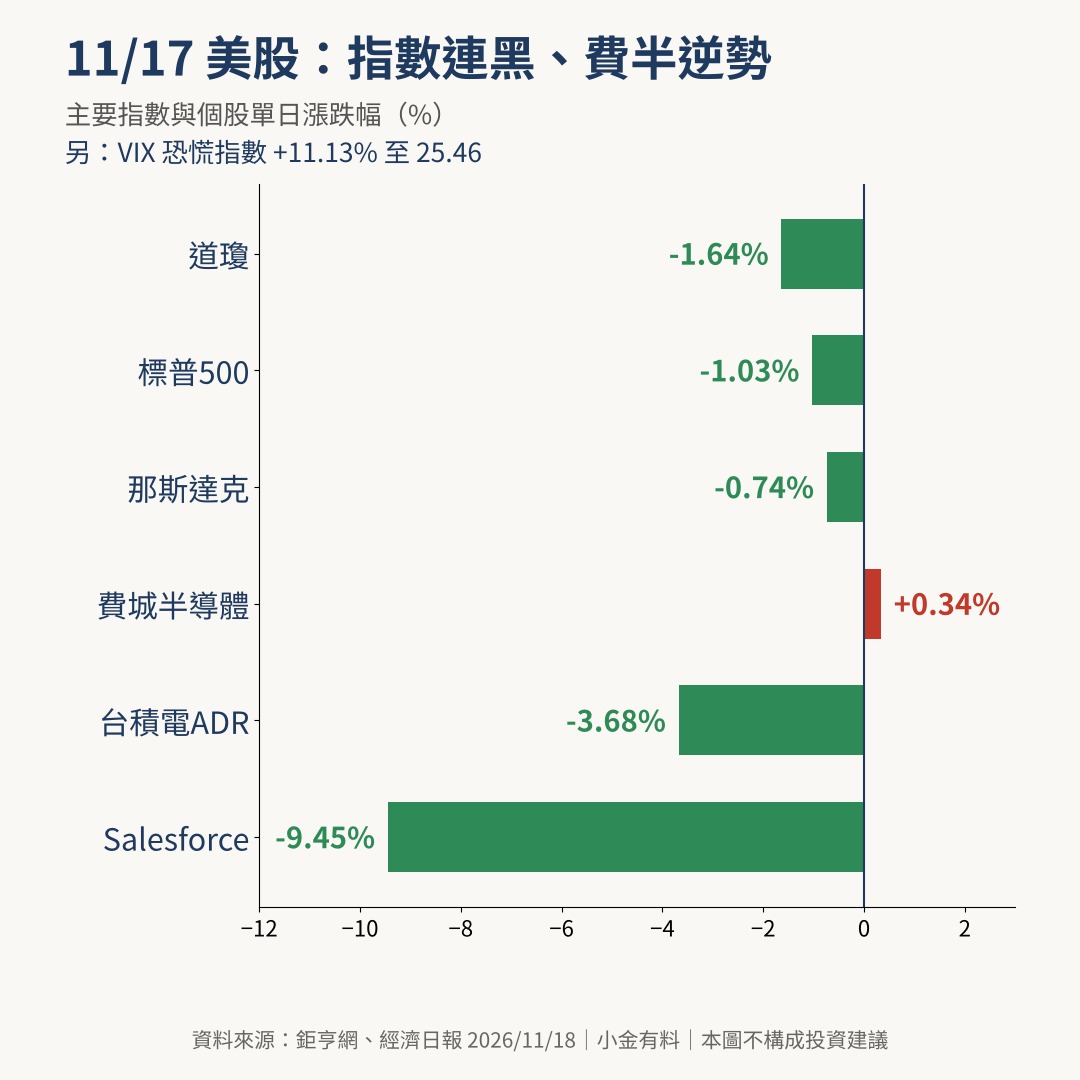 11/17 美股：指數連黑、費半逆勢
主要指數與個股單日漲跌幅（%）
另：VIX 恐慌指數 +11.13% 至 25.46
道瓊 -1.64%
標普500 -1.03%
那斯達克 -0.74%
費城半導體 +0.34%
台積電ADR -3.68%
Salesforce -9.45%
−12 −10 −8 −6 −4 −2 0 2
資料來源：鉅亨網、經濟日報 2026/11/18｜小金有料｜本圖不構成投資建議